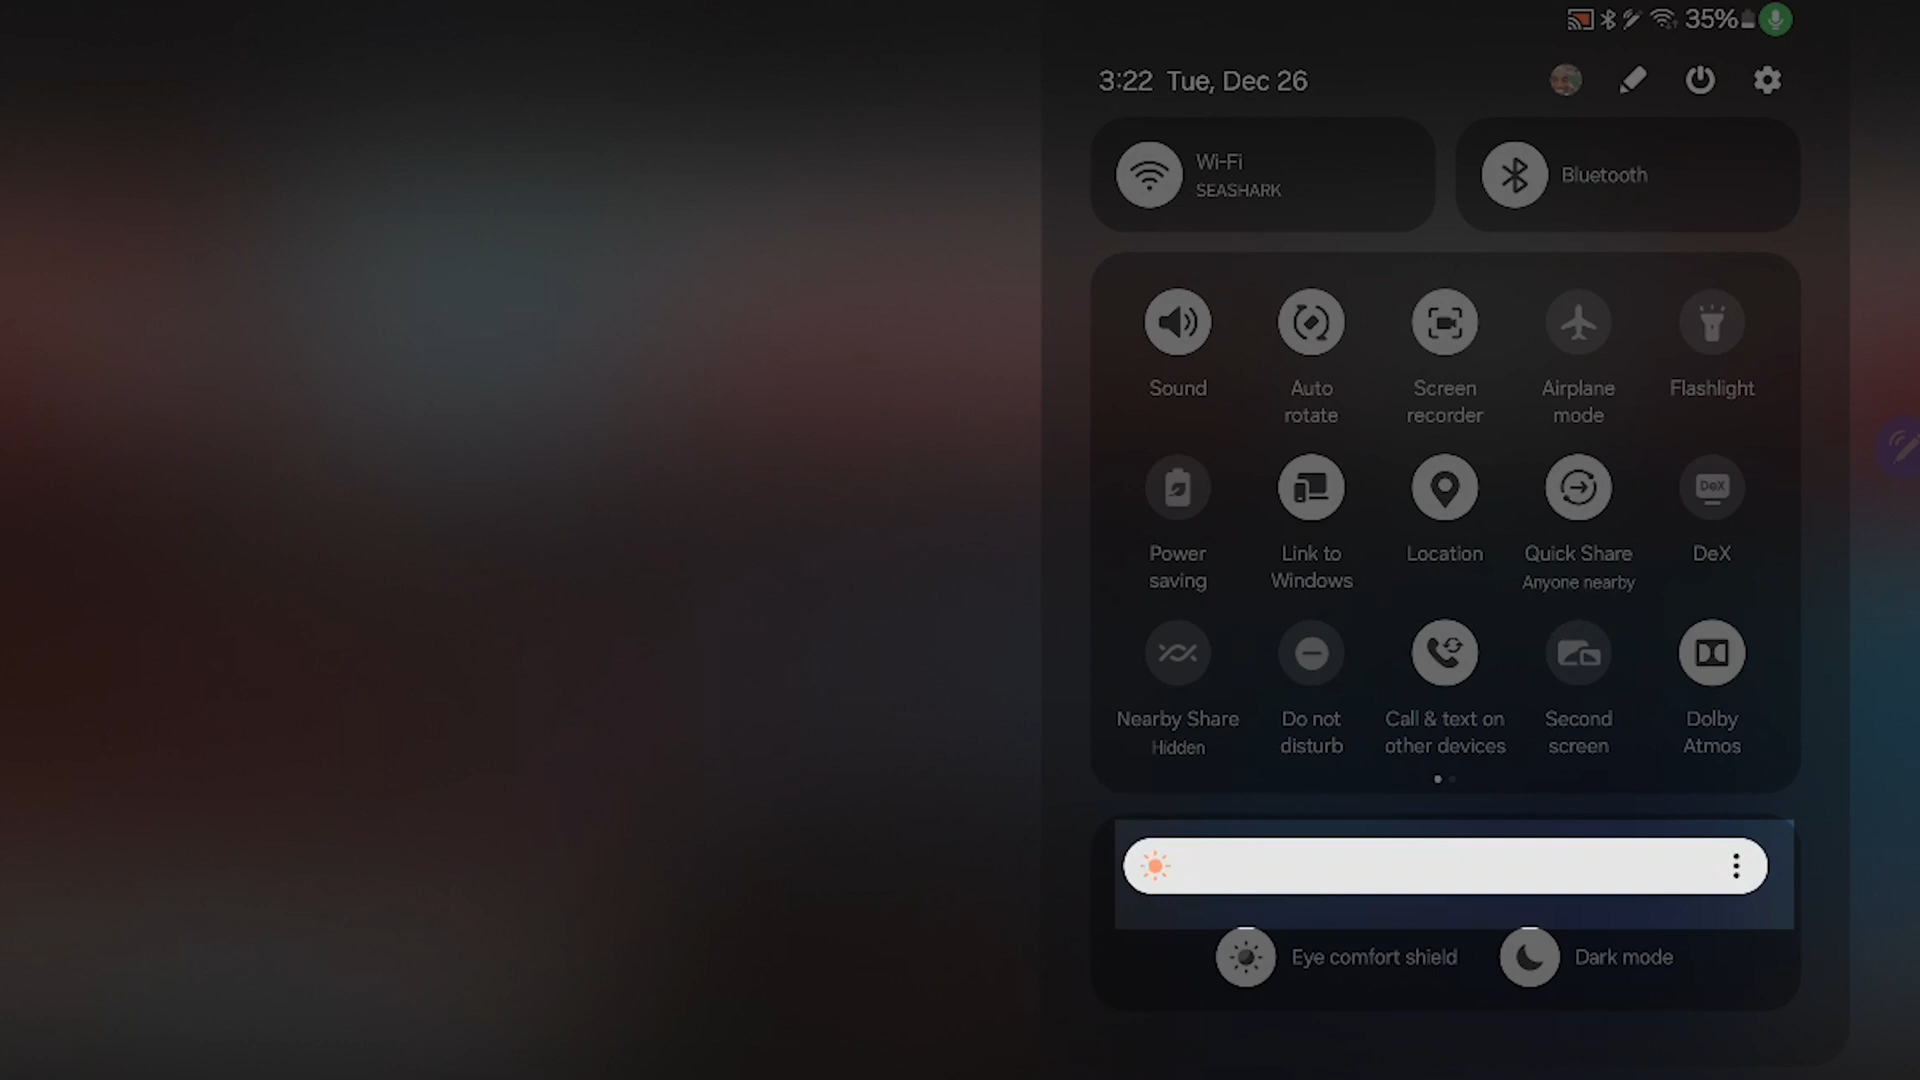 35%
3:22 Tue, Dec 26
Wi-Fi
SEASHARK
Bluetooth
Sound
Auto
rotate
Screen
recorder
Airplane
mode
Flashlight
Power
saving
Link to
Windows
Location
Quick Share
Anyone nearby
DeX
DeX
Nearby Share
Hidden
Do not
disturb
Call & text on
other devices
Second
screen
Dolby
Atmos
Eye comfort shield
Dark mode